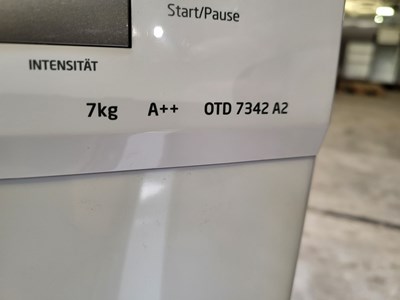 Start/Pause
INTENSITÄT
7kg A++ OTD 7342 A2